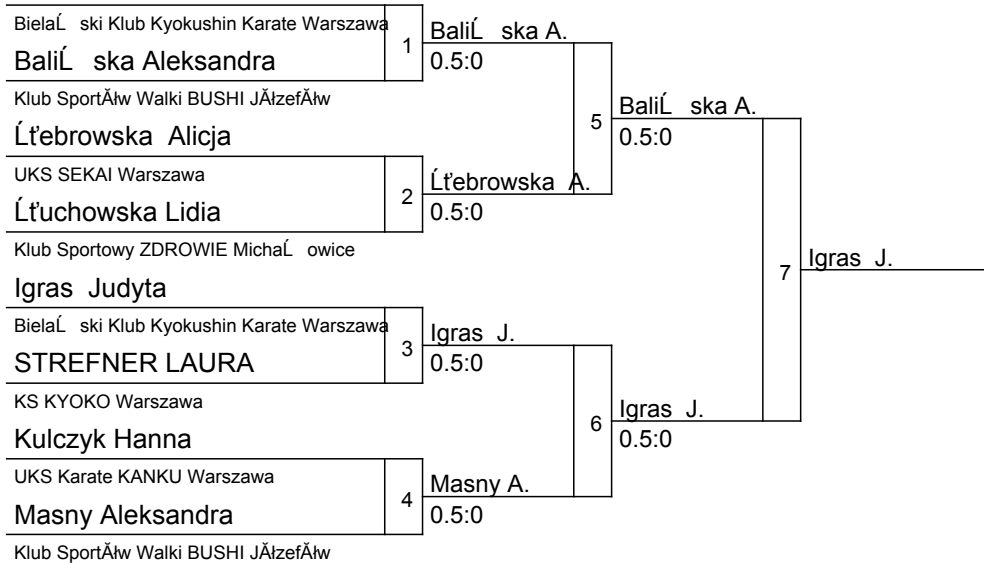 BielaĹ ski Klub Kyokushin Karate Warszawa
BaliĹ ska Aleksandra
Klub SportĂłw Walki BUSHI JĂłzefĂłw
Ĺťebrowska Alicja
UKS SEKAI Warszawa
Ĺťuchowska Lidia
Klub Sportowy ZDROWIE MichaĹ owice
Igras Judyta
BielaĹ ski Klub Kyokushin Karate Warszawa
STREFNER LAURA
KS KYOKO Warszawa
Kulczyk Hanna
UKS Karate KANKU Warszawa
Masny Aleksandra
Klub SportĂłw Walki BUSHI JĂłzefĂłw
1
BaliĹ ska A.
0.5:0
2
Ĺťebrowska A.
0.5:0
3
Igras J.
0.5:0
4
Masny A.
0.5:0
5
BaliĹ ska A.
0.5:0
6
Igras J.
0.5:0
7
Igras J.